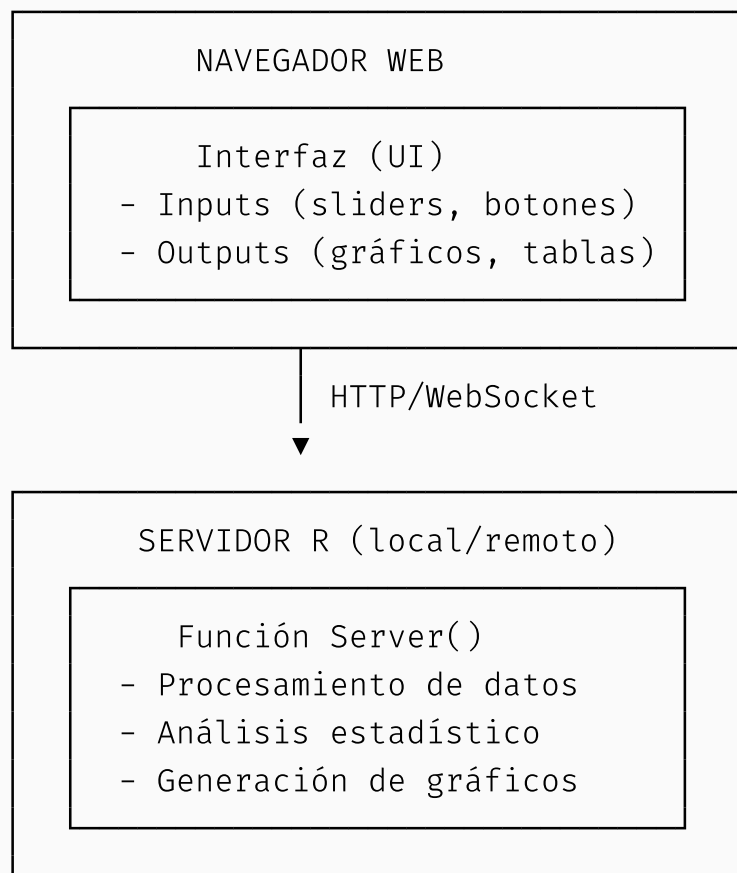 NAVEGADOR WEB
Interfaz (UI)
- Inputs (sliders, botones)
- Outputs (gráficos, tablas)
HTTP/WebSocket
SERVIDOR R (local/remoto)
Función Server()
- Procesamiento de datos
- Análisis estadístico
- Generación de gráficos